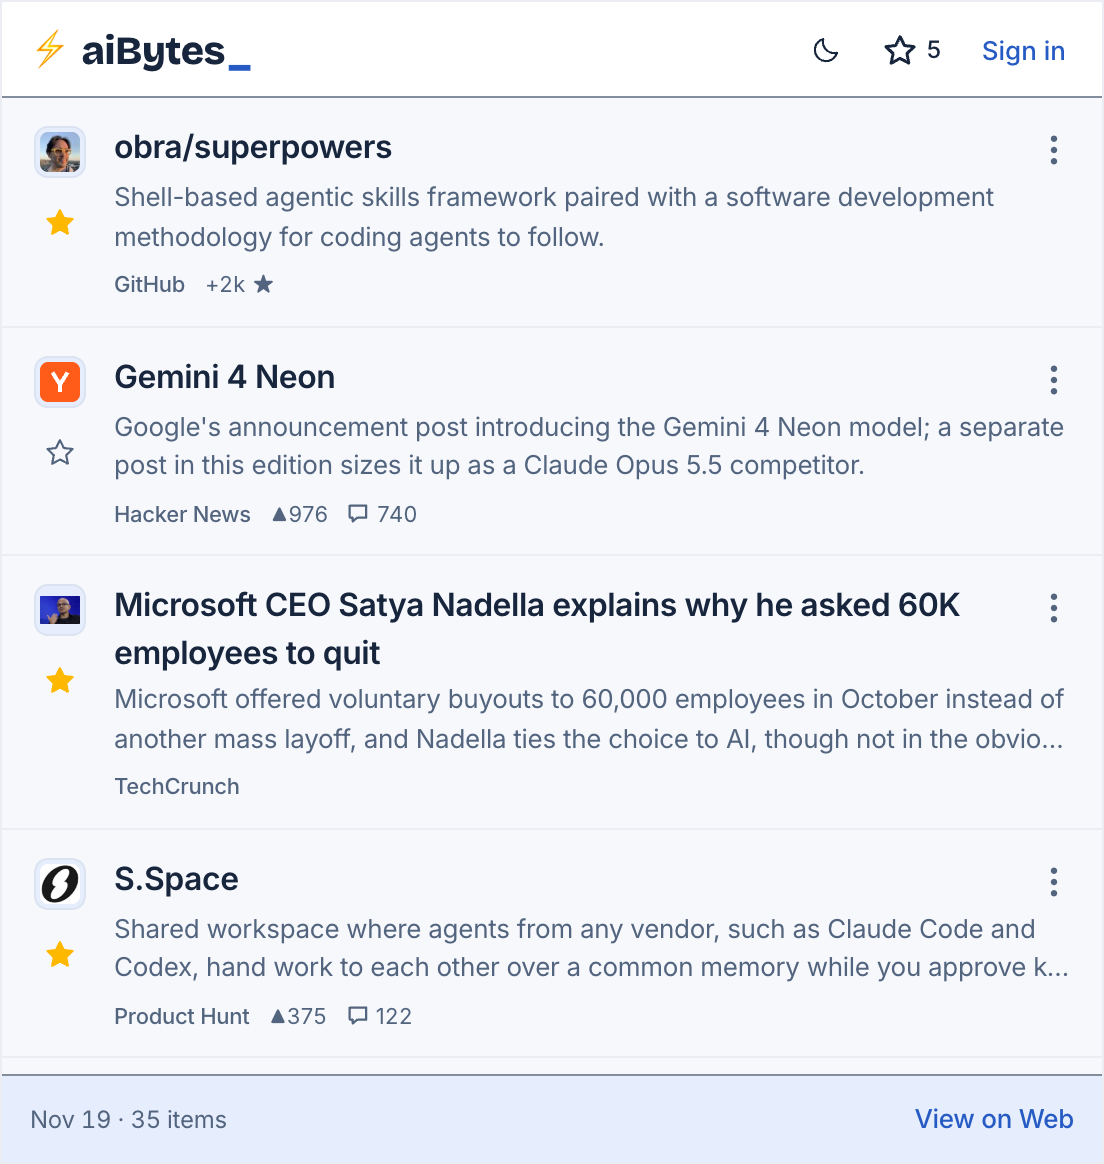 aiBytes_
5
Sign in
obra/superpowers
Shell-based agentic skills framework paired with a software development
methodology for coding agents to follow.
GitHub +2k ★
Y
Gemini 4 Neon
Google's announcement post introducing the Gemini 4 Neon model; a separate
post in this edition sizes it up as a Claude Opus 5.5 competitor.
Hacker News ▲976 740
Microsoft CEO Satya Nadella explains why he asked 60K
employees to quit
Microsoft offered voluntary buyouts to 60,000 employees in October instead of
another mass layoff, and Nadella ties the choice to AI, though not in the obvio...
TechCrunch
S.Space
Shared workspace where agents from any vendor, such as Claude Code and
Codex, hand work to each other over a common memory while you approve k...
Product Hunt ▲375 122
Nov 19 · 35 items
View on Web